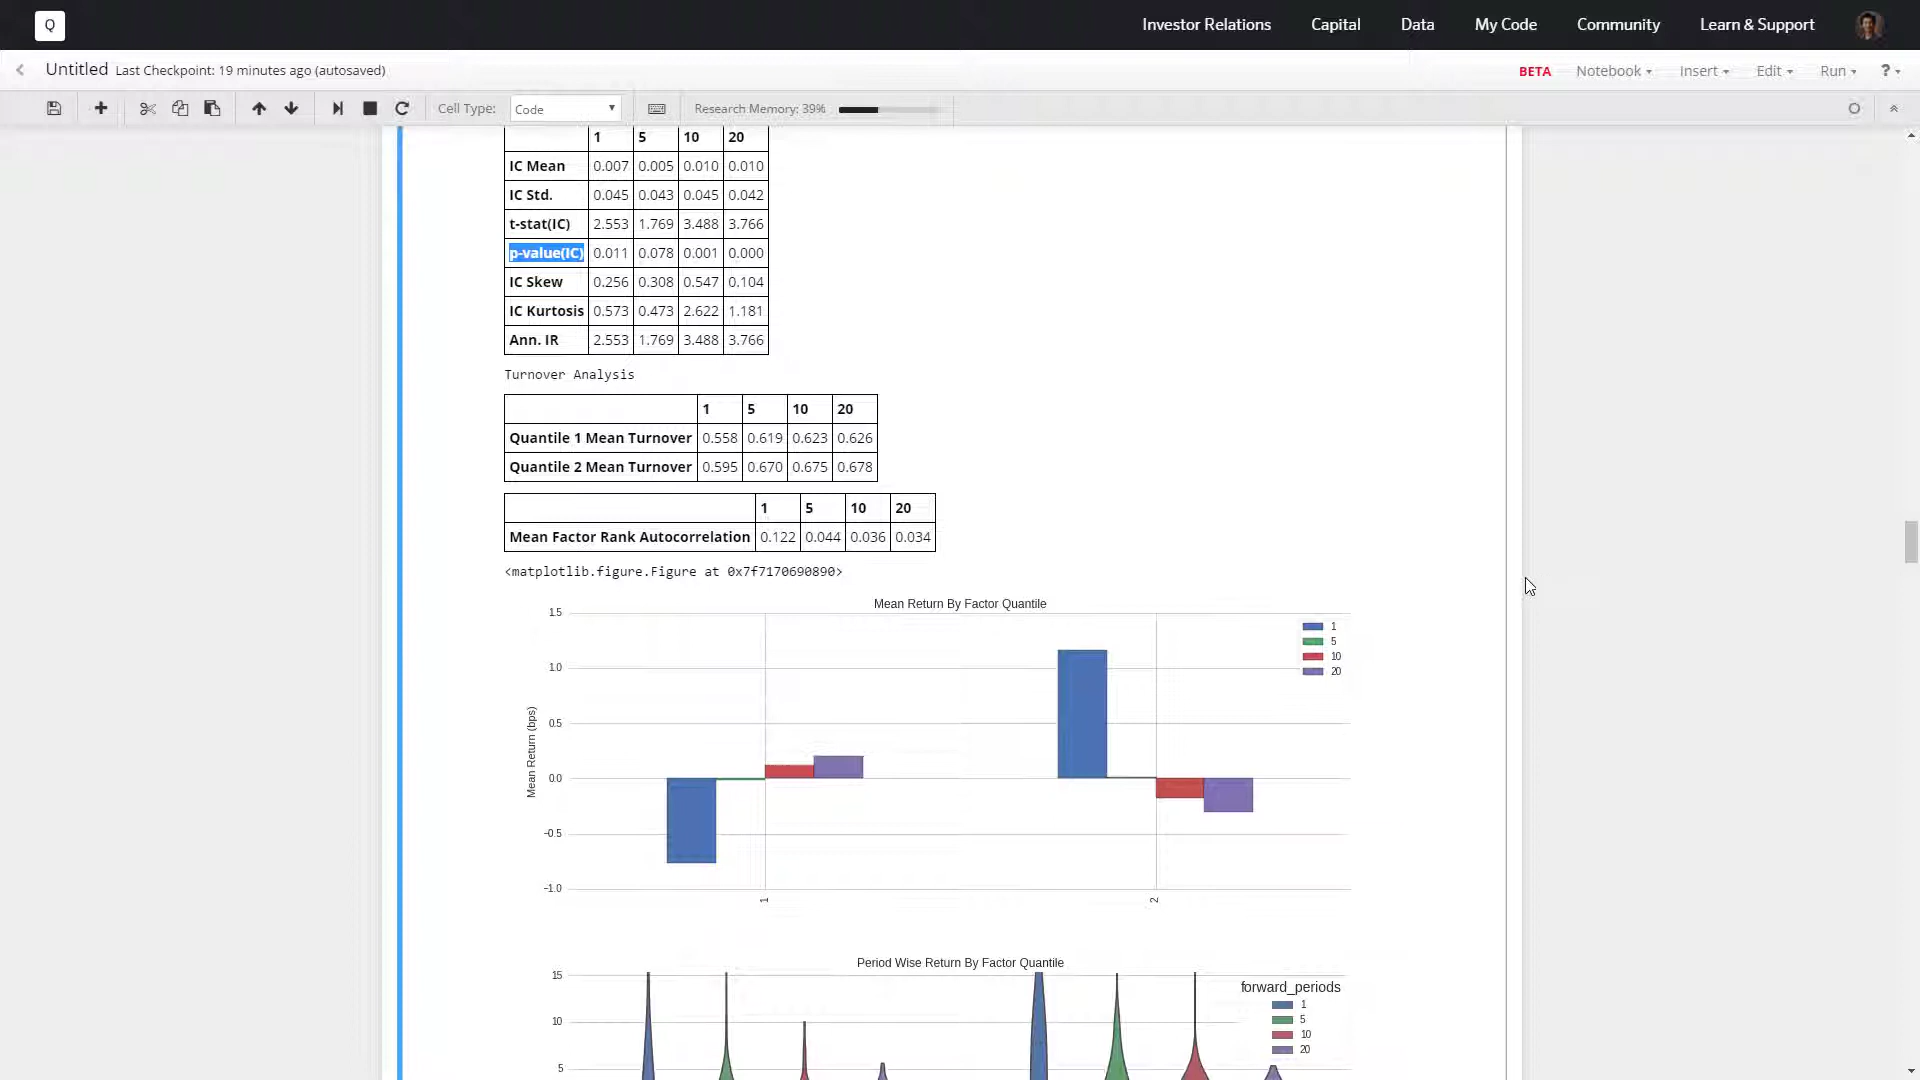 Q Investor Relations Capital Data My Code Community Learn & Support
Untitled Last Checkpoint: 19 minutes ago (autosaved) BETA Notebook Insert Edit Run ?
Cell Type: Code Research Memory: 39%
1 5 10 20
IC Mean 0.007 0.005 0.010 0.010
IC Std. 0.045 0.043 0.045 0.042
t-stat(IC) 2.553 1.769 3.488 3.766
p-value(IC) 0.011 0.078 0.001 0.000
IC Skew 0.256 0.308 0.547 0.104
IC Kurtosis 0.573 0.473 2.622 1.181
Ann. IR 2.553 1.769 3.488 3.766
Turnover Analysis
1 5 10 20
Quantile 1 Mean Turnover 0.558 0.619 0.623 0.626
Quantile 2 Mean Turnover 0.595 0.670 0.675 0.678
1 5 10 20
Mean Factor Rank Autocorrelation 0.122 0.044 0.036 0.034
<matplotlib.figure.Figure at 0x7f7170690890>
Mean Return By Factor Quantile
1.5
1.0
0.5
0.0
−0.5
−1.0
Mean Return (bps)
1
5
10
20
1 2
Period Wise Return By Factor Quantile
15
10
5
forward_periods
1
5
10
20